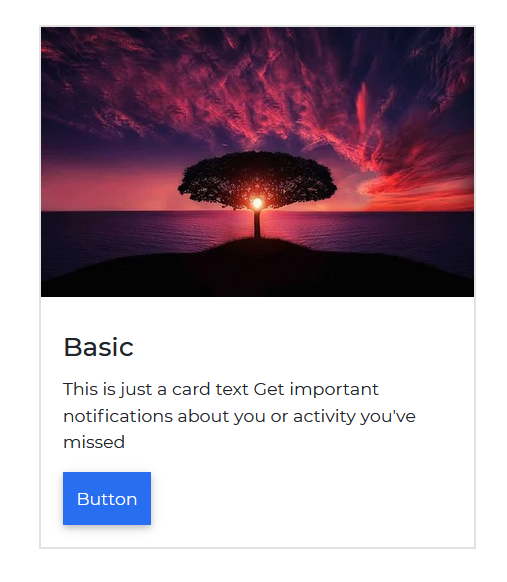 Basic
This is just a card text Get important
notifications about you or activity you've
missed
Button